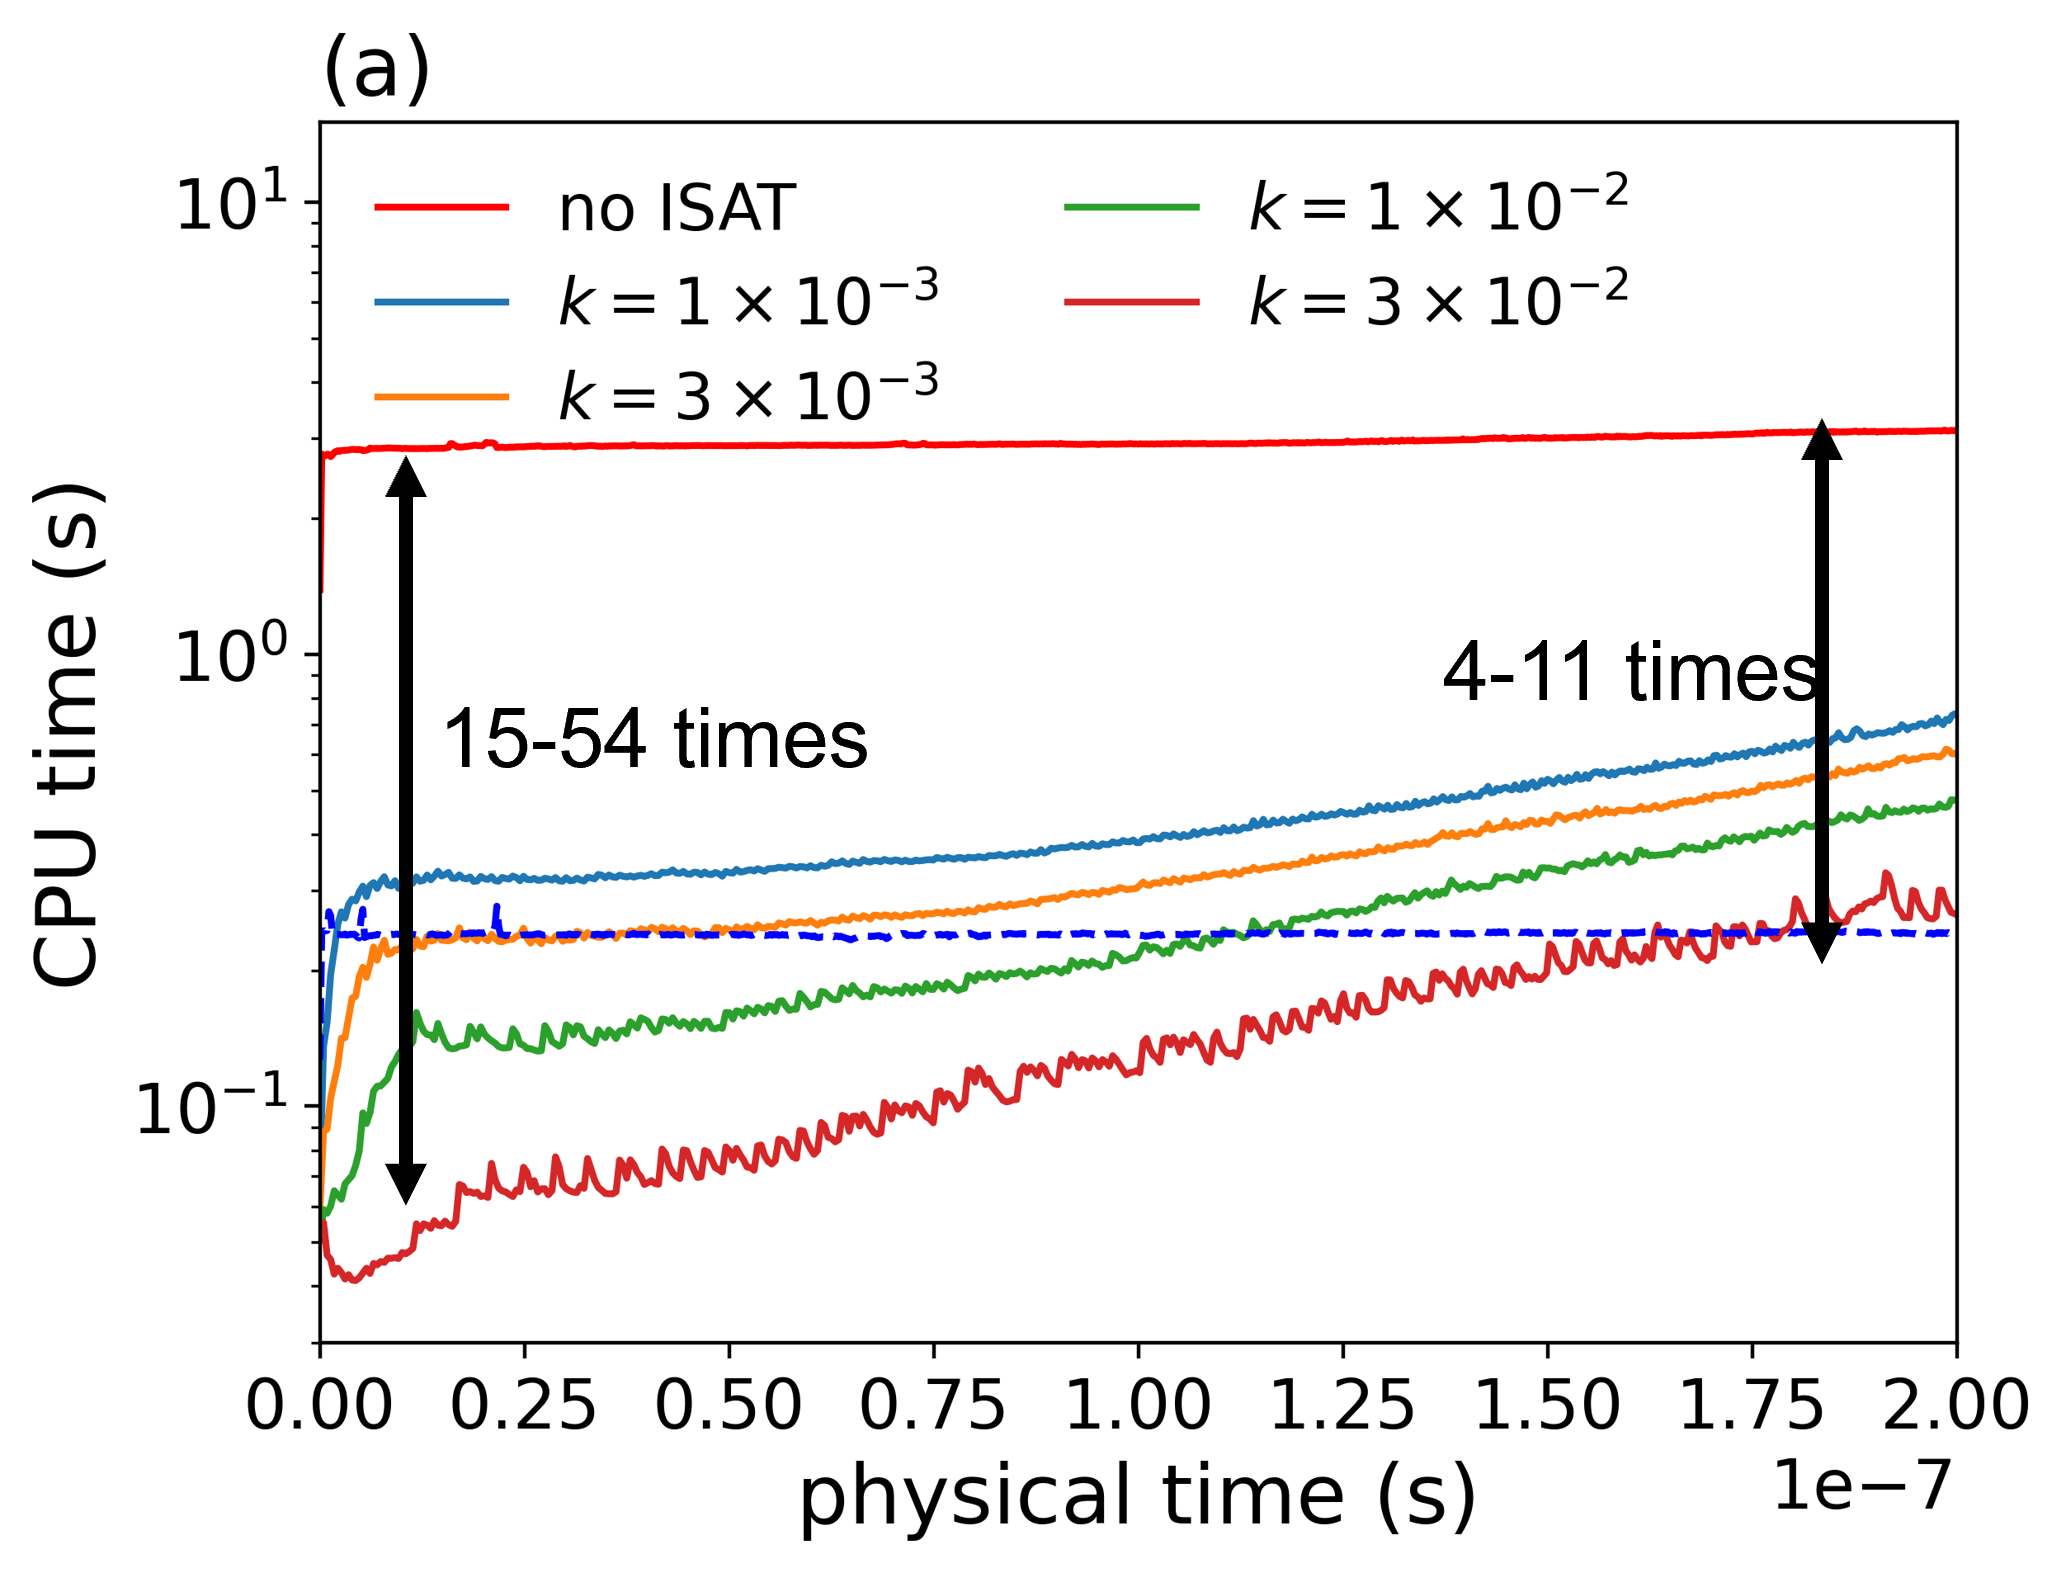 (a)
no ISAT
k = 1 × 10⁻³
k = 3 × 10⁻³
k = 1 × 10⁻²
k = 3 × 10⁻²
10¹
10⁰
10⁻¹
CPU time (s)
15-54 times
4-11 times
0.00 0.25 0.50 0.75 1.00 1.25 1.50 1.75 2.00
1e−7
physical time (s)